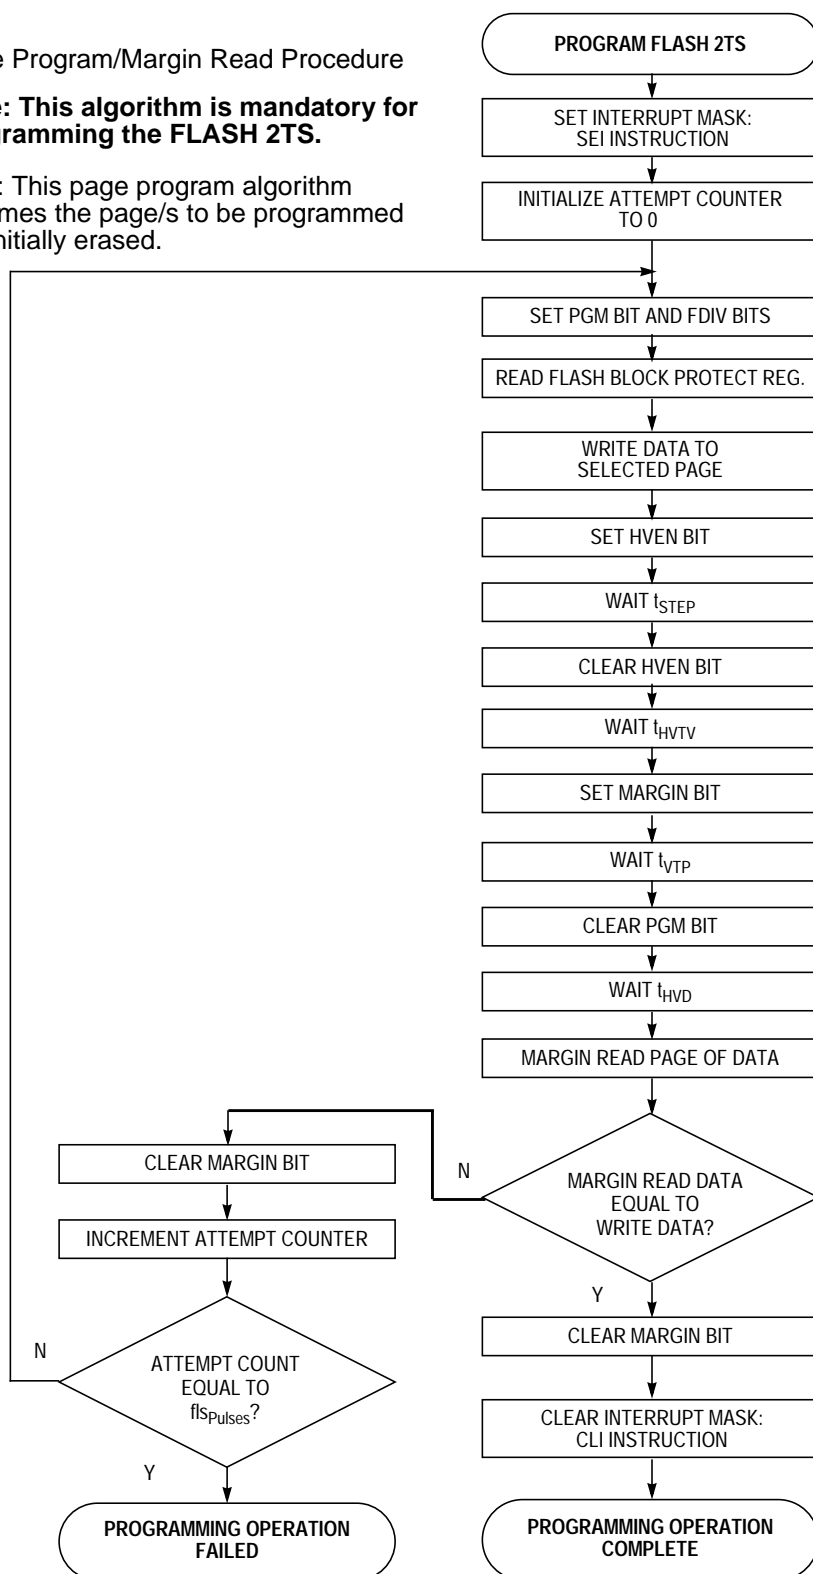 Program/Margin Read Procedure
This algorithm is mandatory for
the FLASH 2TS.
This page program algorithm
the page/s to be programmed
erased.
PROGRAM FLASH 2TS
SET INTERRUPT MASK:
SEI INSTRUCTION
INITIALIZE ATTEMPT COUNTER
TO 0
SET PGM BIT AND FDIV BITS
READ FLASH BLOCK PROTECT REG.
WRITE DATA TO
SELECTED PAGE
SET HVEN BIT
WAIT tSTEP
CLEAR HVEN BIT
WAIT tHVTV
SET MARGIN BIT
WAIT tVTP
CLEAR PGM BIT
WAIT tHVD
MARGIN READ PAGE OF DATA
MARGIN READ DATA
EQUAL TO
WRITE DATA?
N
Y
CLEAR MARGIN BIT
INCREMENT ATTEMPT COUNTER
ATTEMPT COUNT
EQUAL TO
flsPulses?
N
Y
PROGRAMMING OPERATION
FAILED
CLEAR MARGIN BIT
CLEAR INTERRUPT MASK:
CLI INSTRUCTION
PROGRAMMING OPERATION
COMPLETE